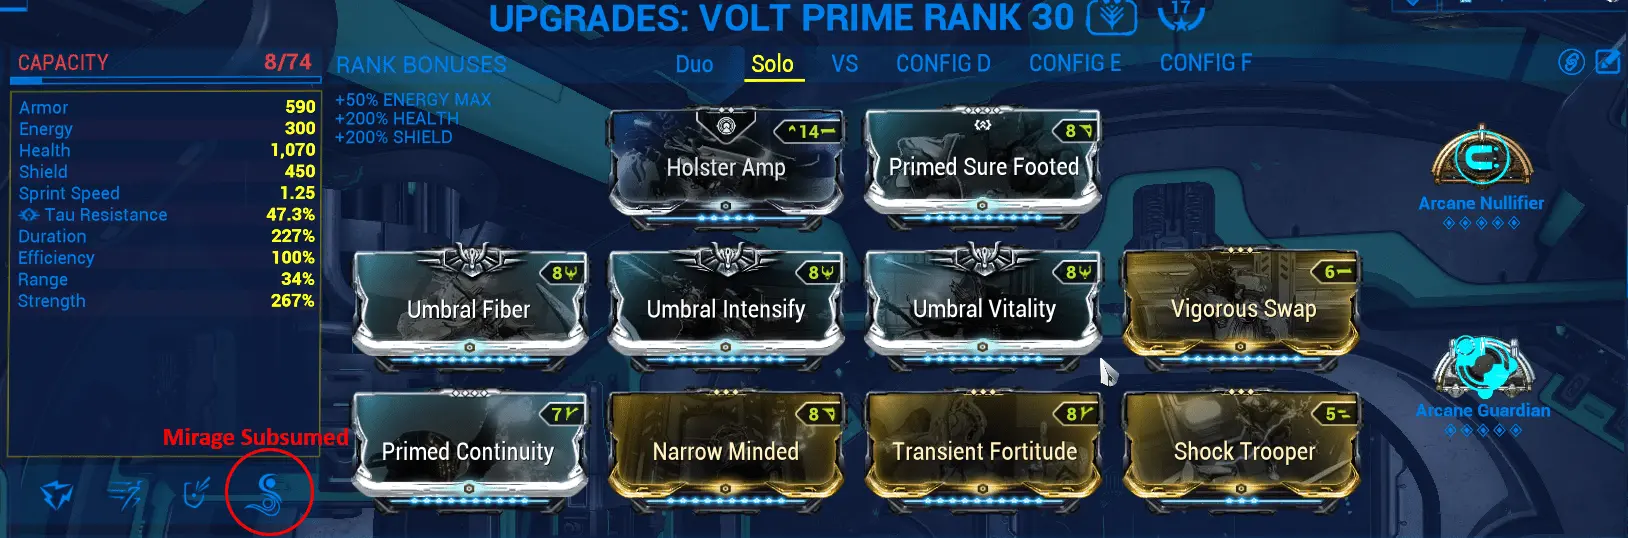 UPGRADES: VOLT PRIME RANK 30
17
CAPACITY 8/74
RANK BONUSES
+50% ENERGY MAX
+200% HEALTH
+200% SHIELD
Duo Solo VS CONFIG D CONFIG E CONFIG F
Armor 590
Energy 300
Health 1,070
Shield 450
Sprint Speed 1.25
Tau Resistance 47.3%
Duration 227%
Efficiency 100%
Range 34%
Strength 267%
14
Holster Amp
8
Primed Sure Footed
Arcane Nullifier
8
Umbral Fiber
8
Umbral Intensify
8
Umbral Vitality
6
Vigorous Swap
Arcane Guardian
7
Primed Continuity
8
Narrow Minded
8
Transient Fortitude
5
Shock Trooper
Mirage Subsumed